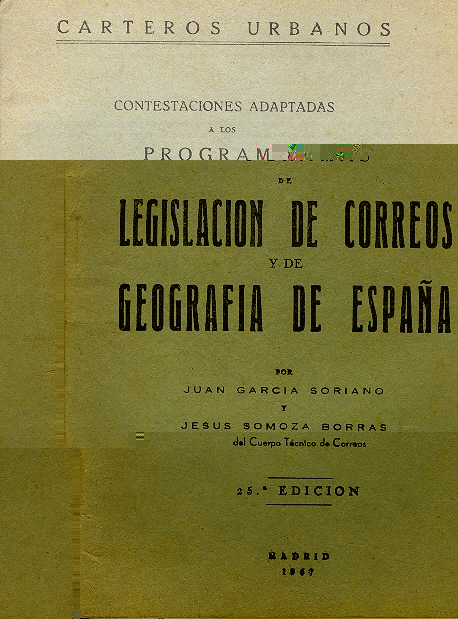 CARTEROS URBANOS
CONTESTACIONES ADAPTADAS
A LOS
DE
LEGISLACION DE CORREOS
Y DE
GEOGRAFIA DE ESPAÑA
POR
JUAN GARCIA SORIANO
Y
JESUS SOMOZA BORRAS
del Cuerpo Técnico de Correos
25.ª EDICION
MADRID
1967